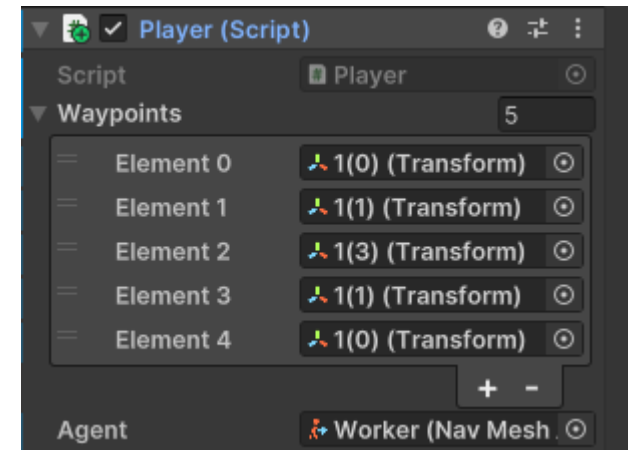 Player (Script)
Script Player
Waypoints 5
Element 0 1(0) (Transform)
Element 1 1(1) (Transform)
Element 2 1(3) (Transform)
Element 3 1(1) (Transform)
Element 4 1(0) (Transform)
+ -
Agent Worker (Nav Mesh